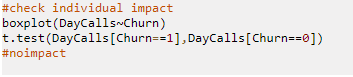 #check individual impact
boxplot(DayCalls~Churn)
t.test(DayCalls[Churn==1],DayCalls[Churn==0])
#noimpact